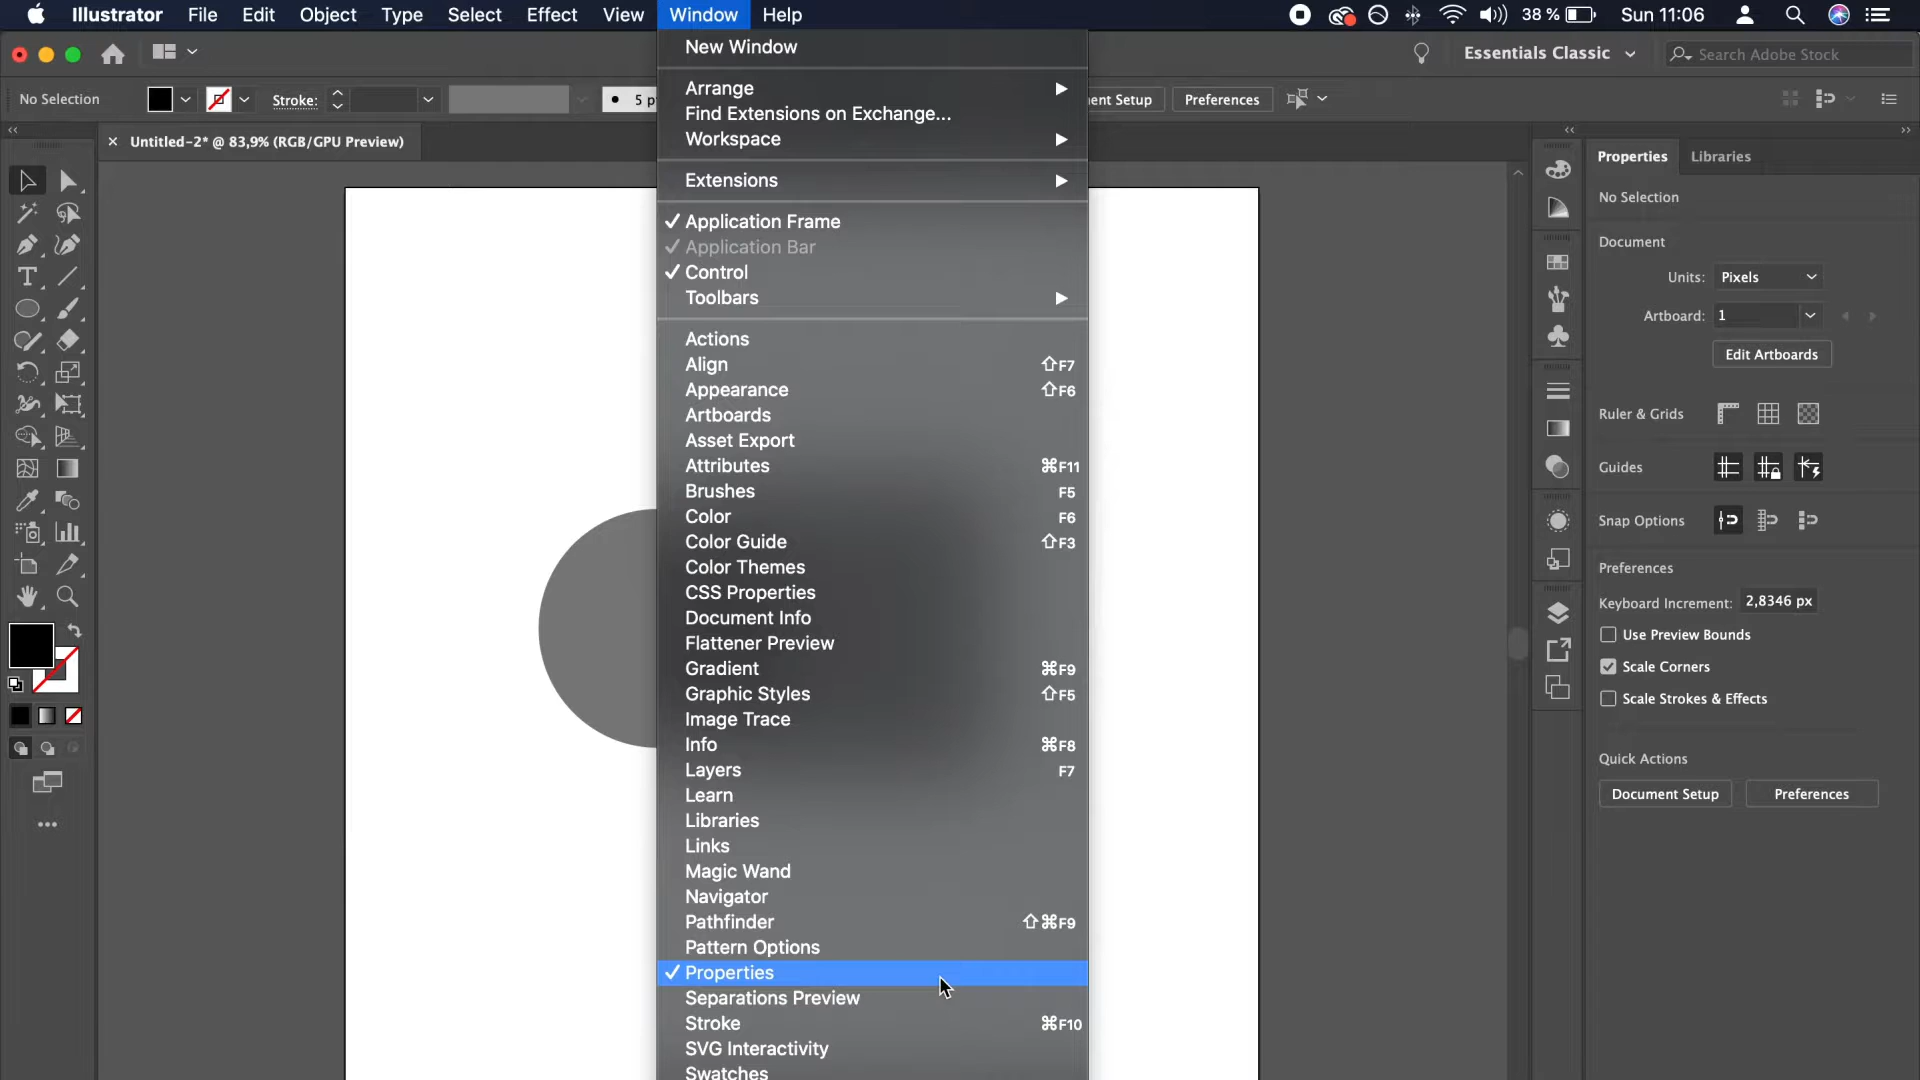 Illustrator File Edit Object Type Select Effect View Window Help 38 % Sun 11:06
Essentials Classic Search Adobe Stock
No Selection Stroke: 5 p ent Setup Preferences
Untitled-2* @ 83,9% (RGB/GPU Preview)
New Window
Arrange
Find Extensions on Exchange...
Workspace
Extensions
Application Frame
Application Bar
Control
Toolbars
Actions
Align ⇧F7
Appearance ⇧F6
Artboards
Asset Export
Attributes ⌘F11
Brushes F5
Color F6
Color Guide ⇧F3
Color Themes
CSS Properties
Document Info
Flattener Preview
Gradient ⌘F9
Graphic Styles ⇧F5
Image Trace
Info ⌘F8
Layers F7
Learn
Libraries
Links
Magic Wand
Navigator
Pathfinder ⇧⌘F9
Pattern Options
Properties
Separations Preview
Stroke ⌘F10
SVG Interactivity
Swatches
Properties Libraries
No Selection
Document
Units: Pixels
Artboard: 1
Edit Artboards
Ruler & Grids
Guides
Snap Options
Preferences
Keyboard Increment: 2,8346 px
Use Preview Bounds
Scale Corners
Scale Strokes & Effects
Quick Actions
Document Setup Preferences